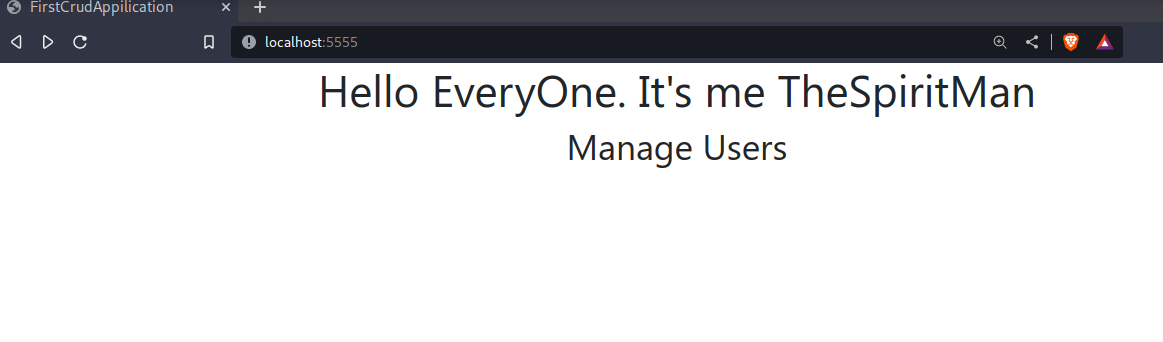 FirstCrudAppilication
localhost:5555
Hello EveryOne. It's me TheSpiritMan
Manage Users